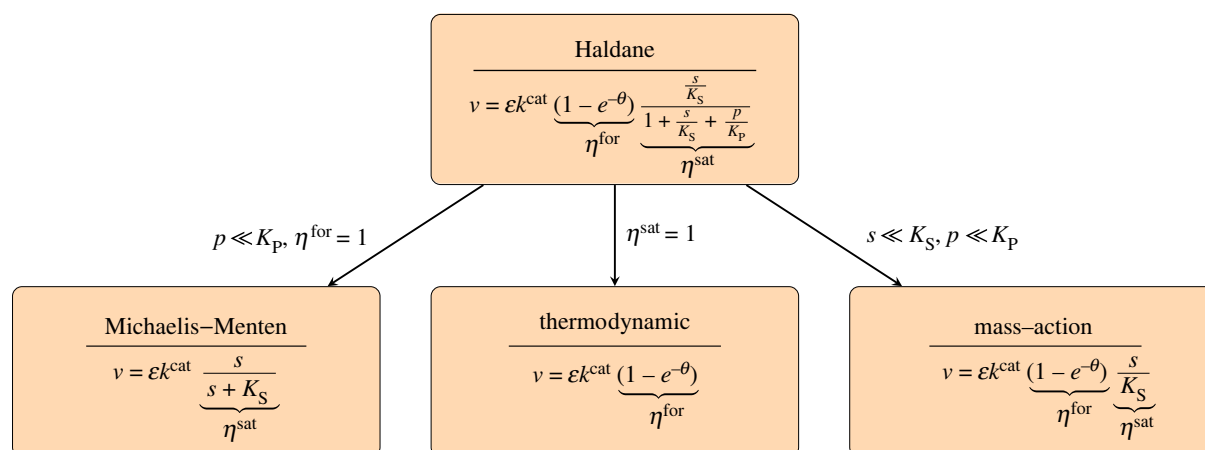 Haldane
v = εk^cat (1 – e^–θ) (s/K_S)/(1 + s/K_S + p/K_P)
η^for
η^sat
p ≪ K_P, η^for = 1
η^sat = 1
s ≪ K_S, p ≪ K_P
Michaelis–Menten
v = εk^cat s/(s + K_S)
η^sat
thermodynamic
v = εk^cat (1 – e^–θ)
η^for
mass–action
v = εk^cat (1 – e^–θ) s/K_S
η^for
η^sat